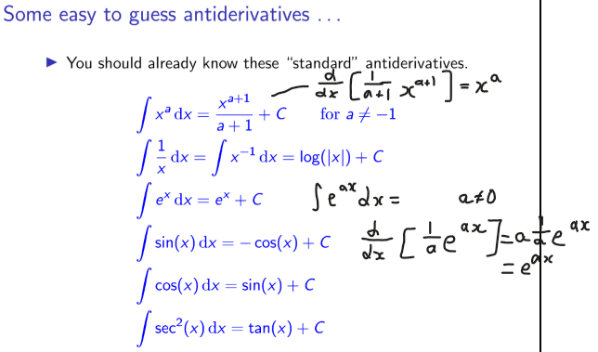 Some easy to guess antiderivatives ...
▶ You should already know these "standard" antiderivatives.
d/dx [1/(a+1) x^(a+1)] = x^a
∫ x^a dx = x^(a+1)/(a+1) + C for a ≠ −1
∫ 1/x dx = ∫ x^(−1) dx = log(|x|) + C
∫ e^x dx = e^x + C ∫ e^(ax) dx = a≠0
∫ sin(x) dx = − cos(x) + C d/dx [1/a e^(ax)] = a 1/a e^(ax)
= e^(ax)
∫ cos(x) dx = sin(x) + C
∫ sec²(x) dx = tan(x) + C